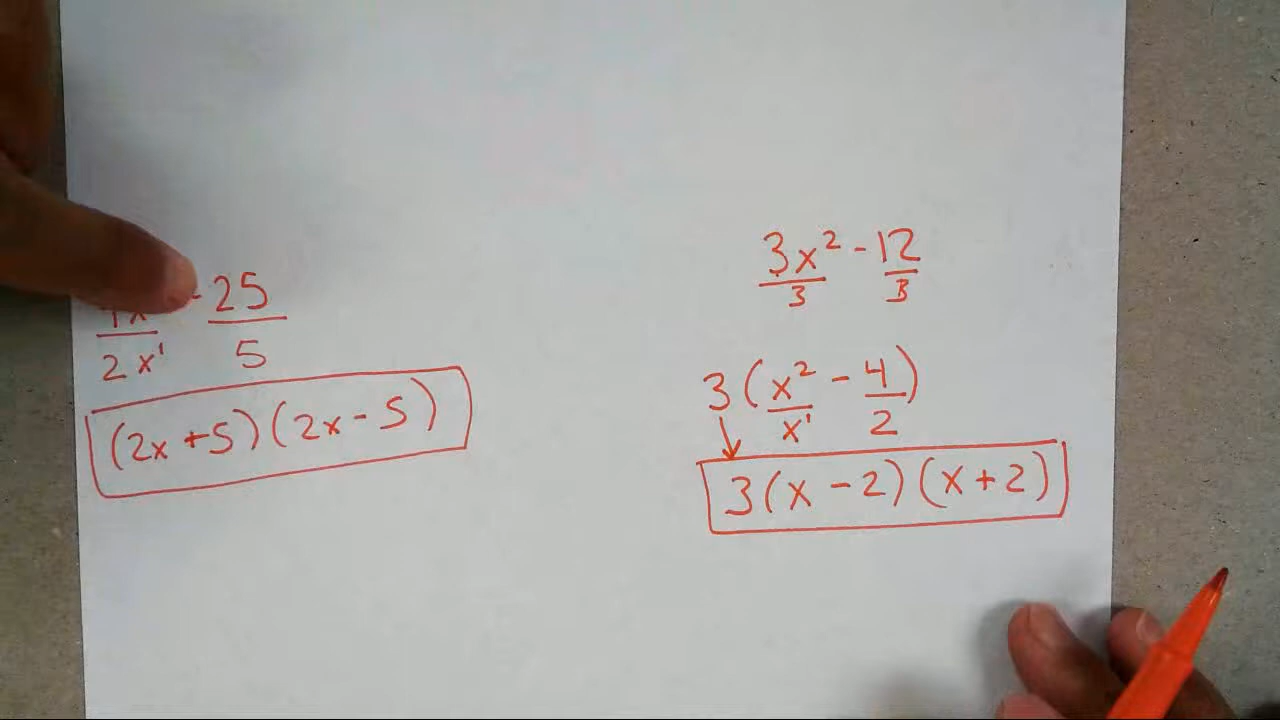 - 25
2x¹ 5
(2x+5)(2x-5)
3x² - 12
3 3
3(x² - 4)
x¹ 2
3(x-2)(x+2)